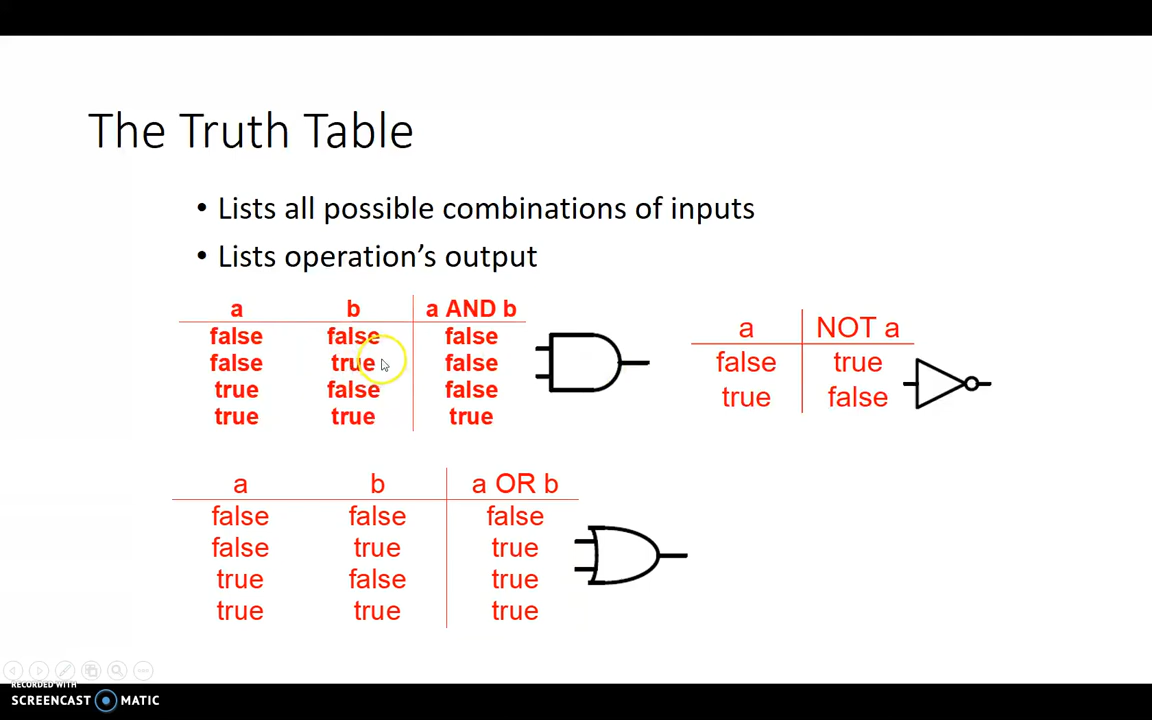 The Truth Table
• Lists all possible combinations of inputs
• Lists operation’s output
a b a AND b
false false false
false true false
true false false
true true true
a NOT a
false true
true false
a b a OR b
false false false
false true true
true false true
true true true
RECORDED WITH
SCREENCAST MATIC